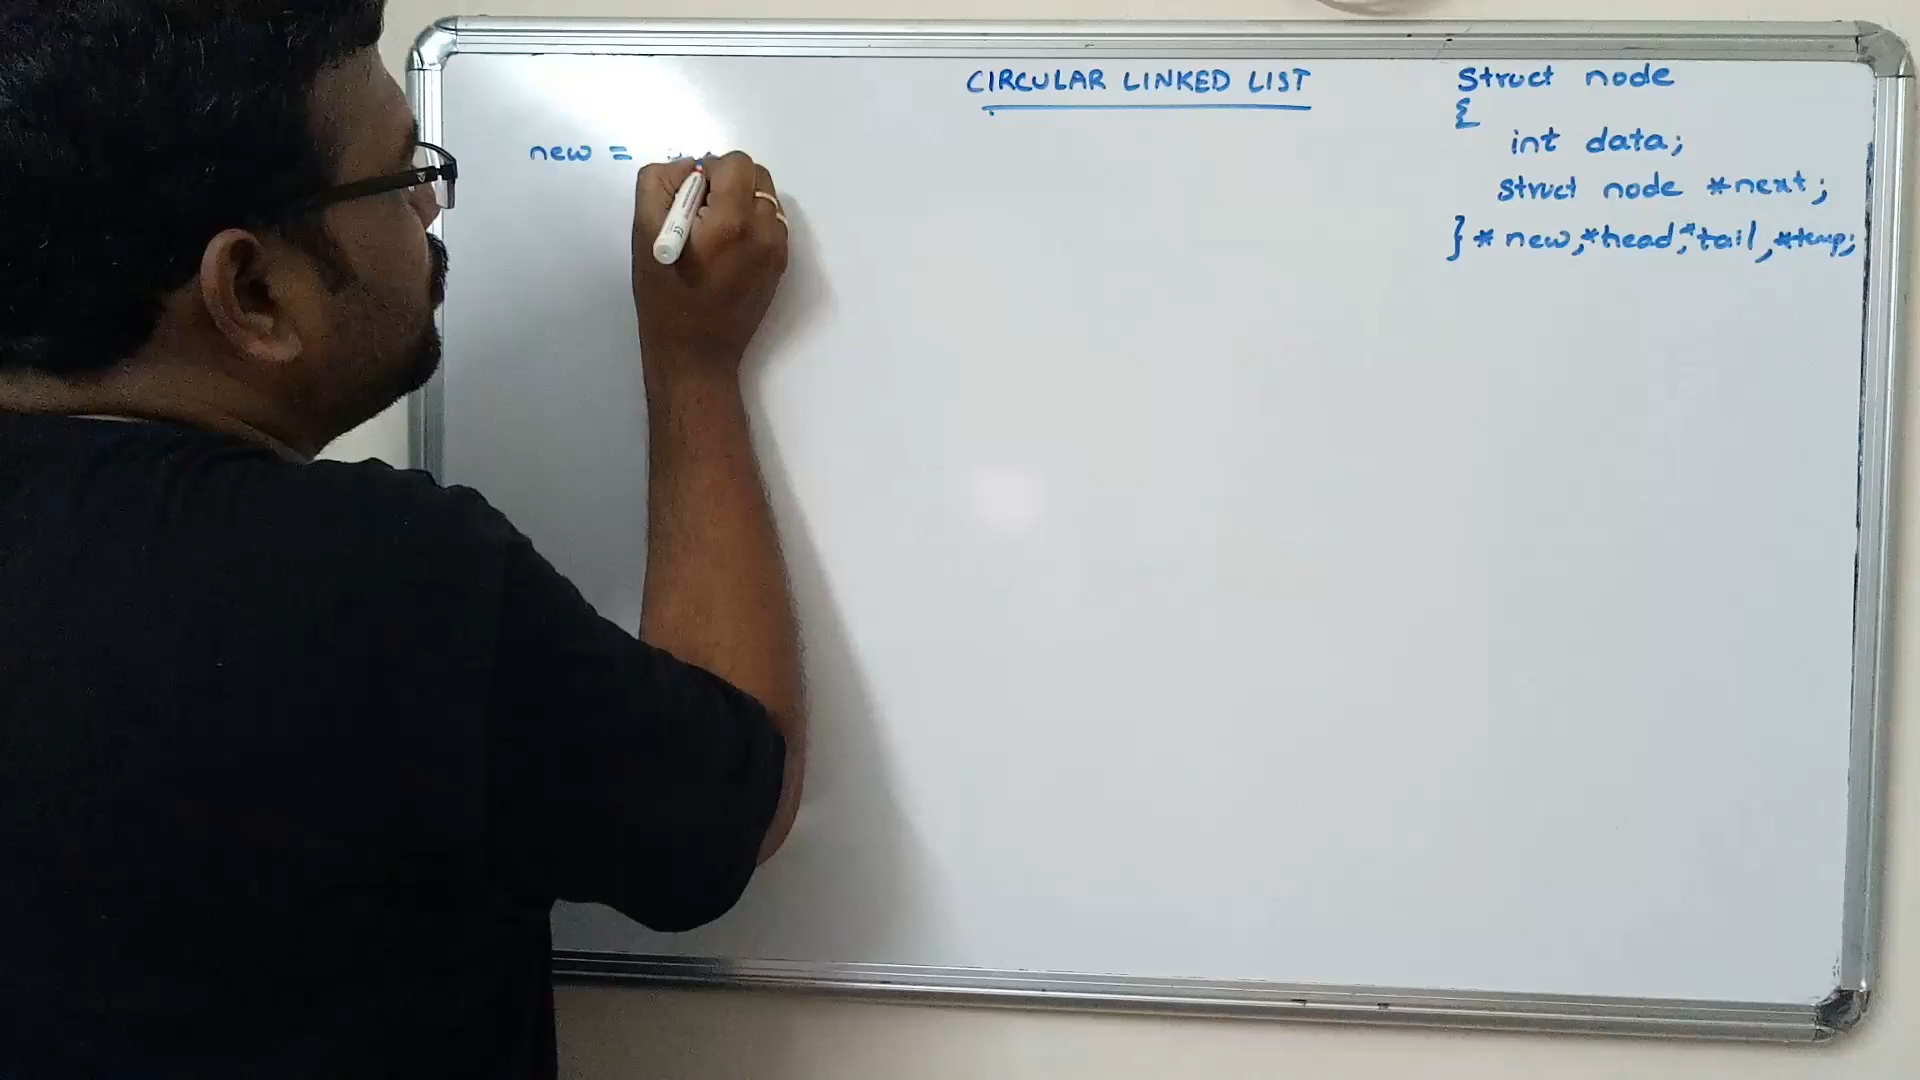 CIRCULAR LINKED LIST
struct node
{
int data;
struct node *next;
}*new,*head,*tail,*temp;
new =